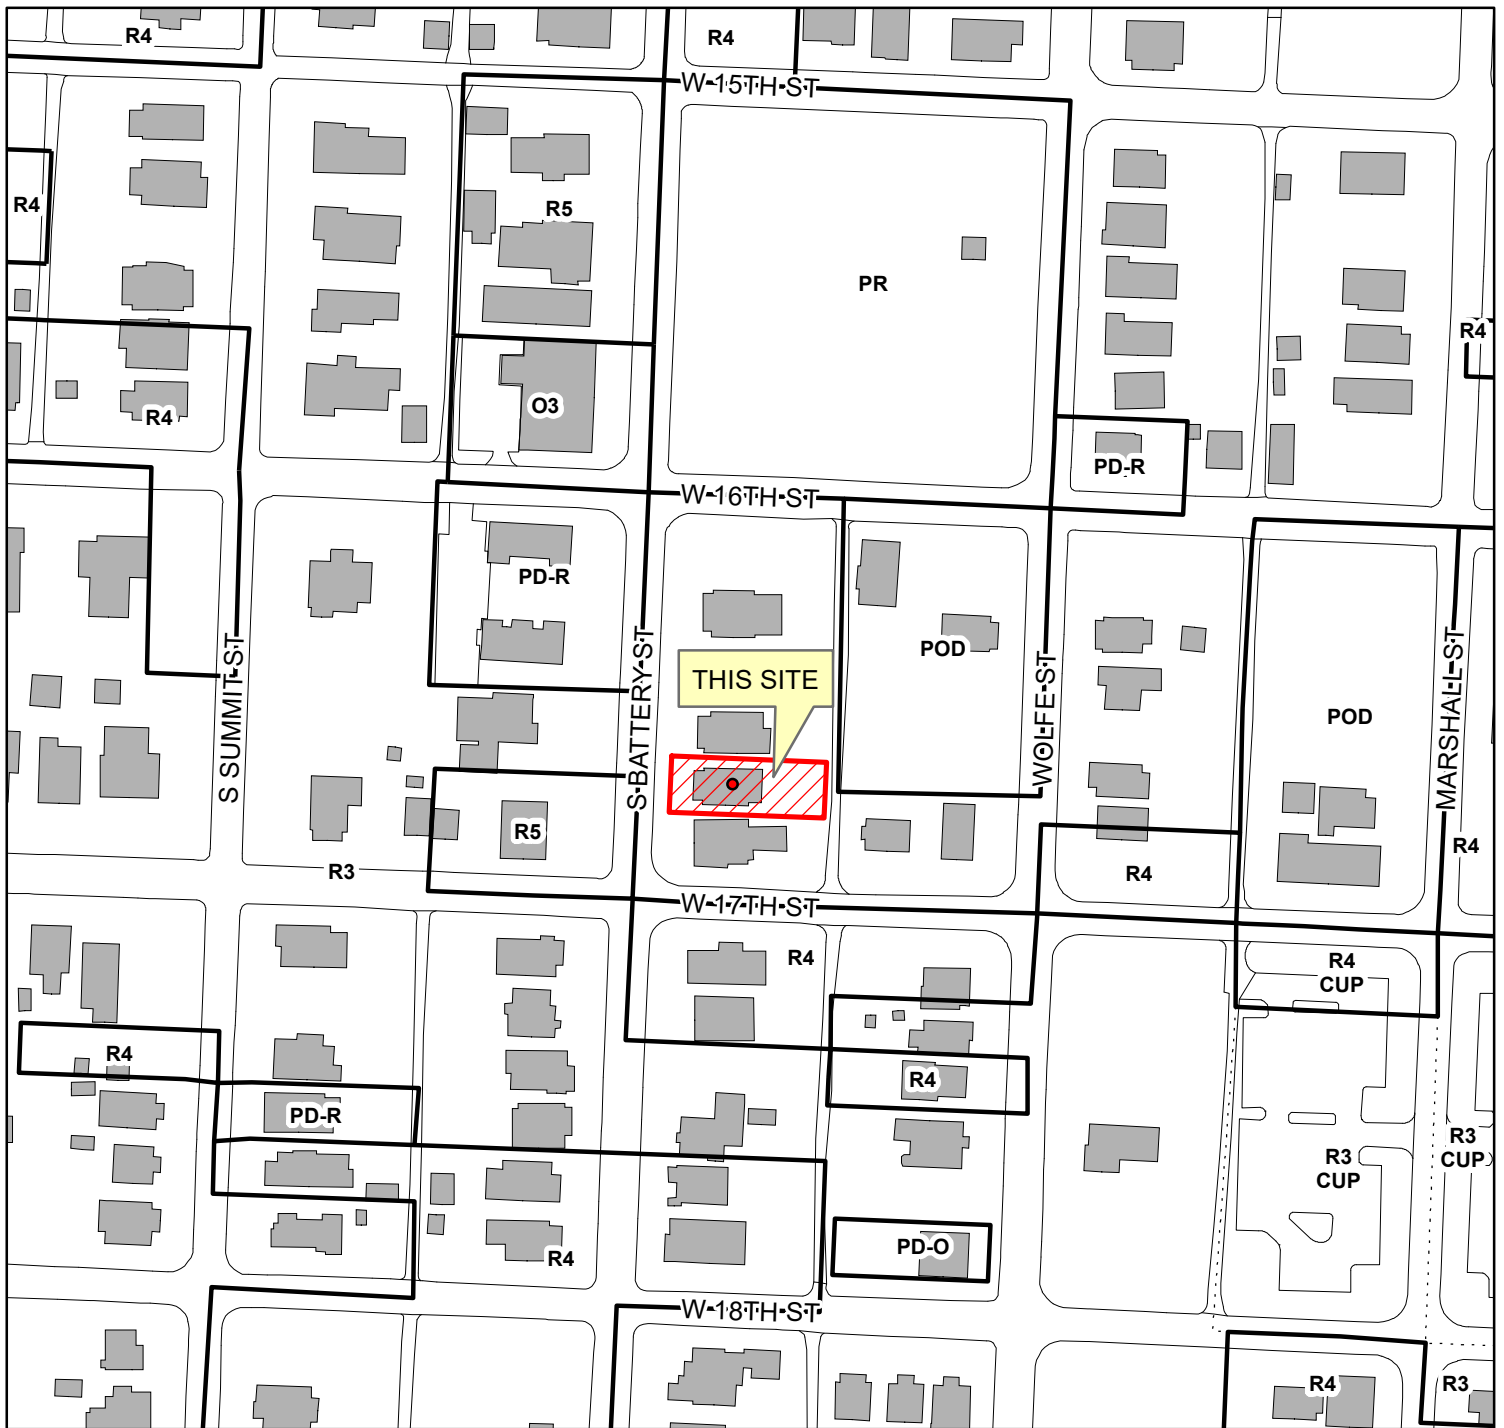 R4
R4
W 15TH ST
R4
R5
PR
R4
O3
R4
PD-R
W 16TH ST
PD-R
POD
THIS SITE
S SUMMIT ST
S BATTERY ST
WOLFE ST
MARSHALL ST
POD
R5
R3
R4
R4
W 17TH ST
R4
R4
CUP
R4
R4
PD-R
R3
CUP
R3
CUP
PD-O
R4
W 18TH ST
R4
R3